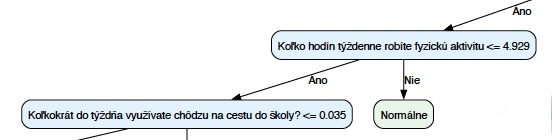 Áno
Koľko hodín týždenne robíte fyzickú aktivitu <= 4.929
Áno
Nie
Koľkokrát do týždňa využívate chôdzu na cestu do školy? <= 0.035
Normálne